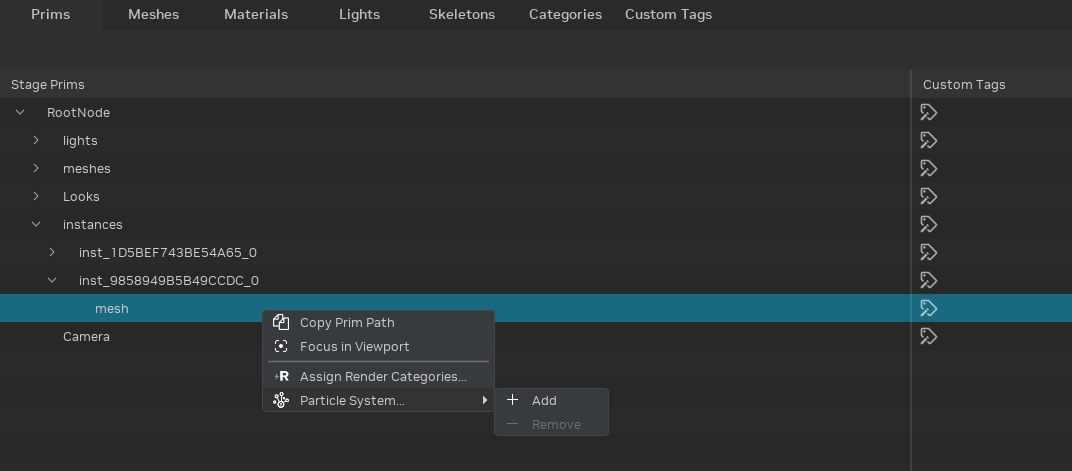 Prims Meshes Materials Lights Skeletons Categories Custom Tags
Stage Prims Custom Tags
RootNode
lights
meshes
Looks
instances
inst_1D5BEF743BE54A65_0
inst_9858949B5B49CCDC_0
mesh
Camera
Copy Prim Path
Focus in Viewport
+R Assign Render Categories...
Particle System...
Add
Remove